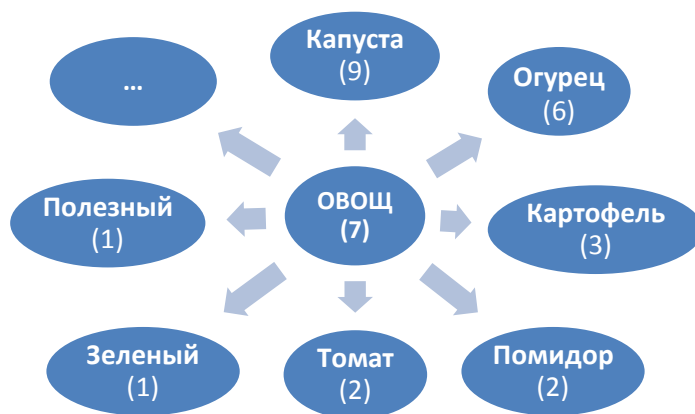 Капуста
(9)
Огурец
(6)
...
Полезный
(1)
ОВОЩ
(7)
Картофель
(3)
Зеленый
(1)
Томат
(2)
Помидор
(2)